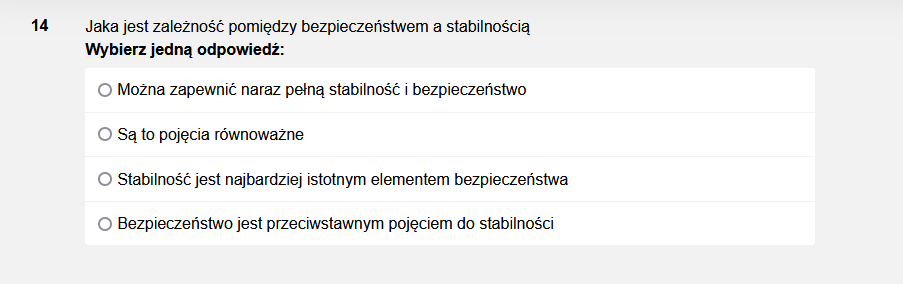 14 Jaka jest zależność pomiędzy bezpieczeństwem a stabilnością
Wybierz jedną odpowiedź:
Można zapewnić naraz pełną stabilność i bezpieczeństwo
Są to pojęcia równoważne
Stabilność jest najbardziej istotnym elementem bezpieczeństwa
Bezpieczeństwo jest przeciwstawnym pojęciem do stabilności